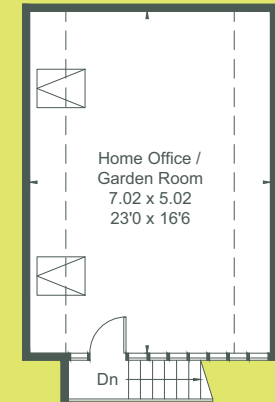 Home Office /
Garden Room
7.02 x 5.02
23'0 x 16'6
Dn